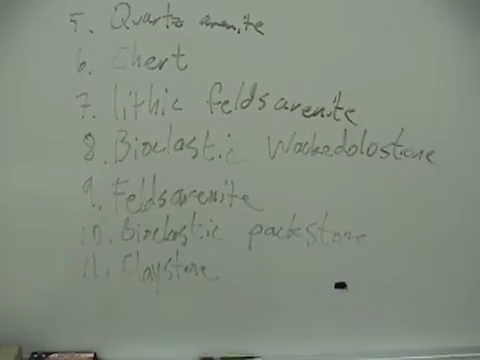 5. Quartz arenite
6. Chert
7. lithic feldsarenite
8. Bioclastic Wackedolostone
9. Feldsarenite
10. Bioclastic packstone
11. Claystone